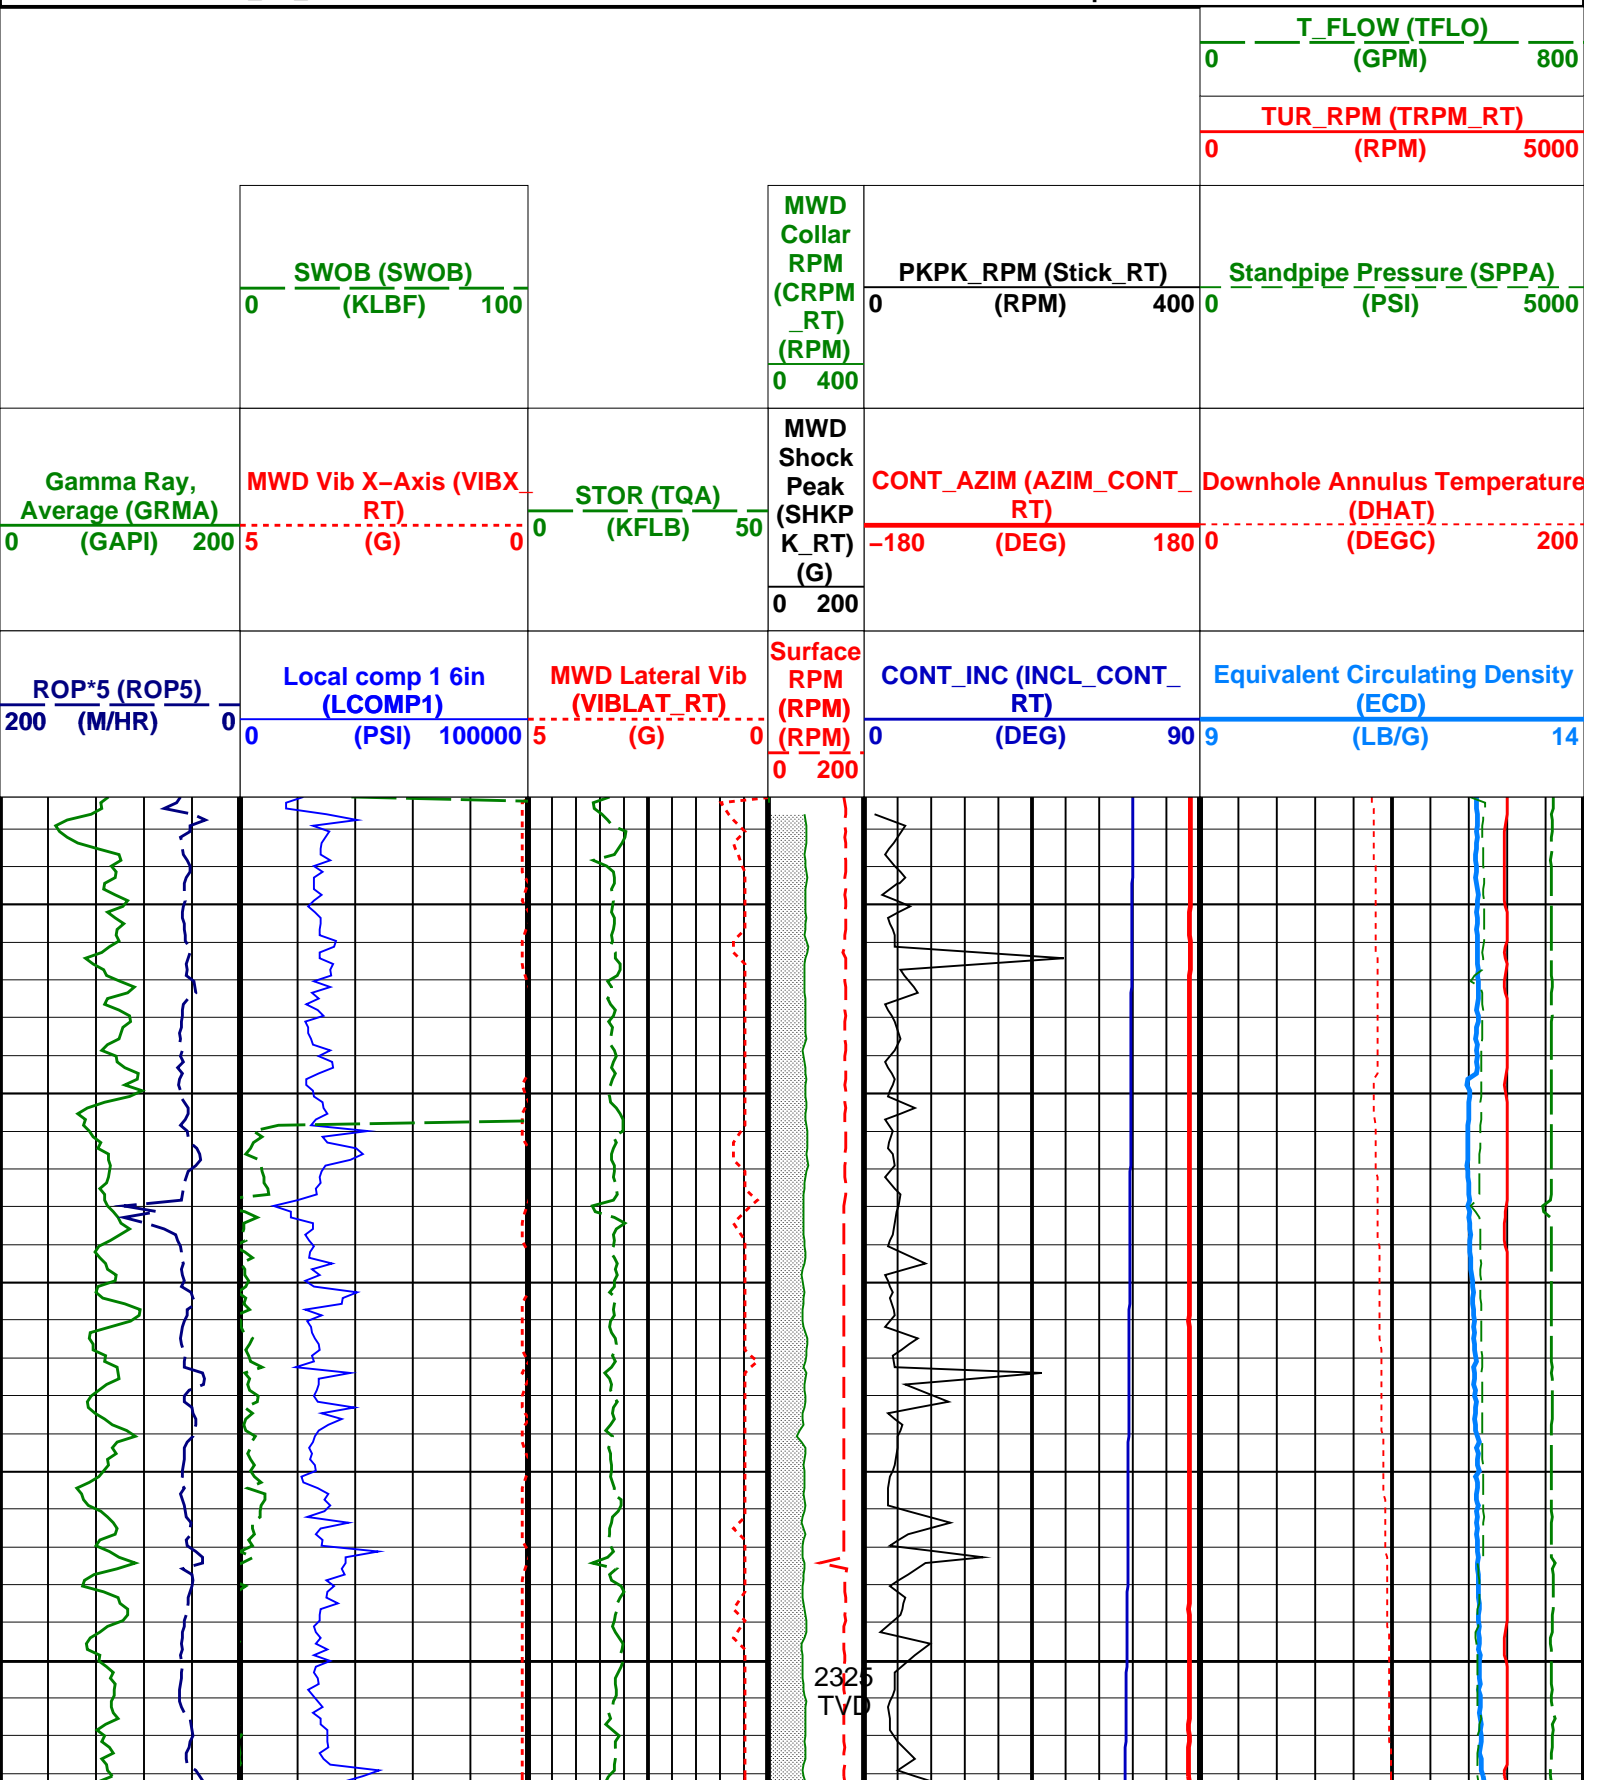 T_FLOW (TFLO)
0 (GPM) 800
TUR_RPM (TRPM_RT)
0 (RPM) 5000
SWOB (SWOB)
0 (KLBF) 100
MWD
Collar
RPM
(CRPM
_RT)
(RPM)
0 400
PKPK_RPM (Stick_RT)
0 (RPM) 400
Standpipe Pressure (SPPA)
0 (PSI) 5000
Gamma Ray,
Average (GRMA)
0 (GAPI) 200
MWD Vib X–Axis (VIBX_
RT)
5 (G) 0
STOR (TQA)
0 (KFLB) 50
MWD
Shock
Peak
(SHKP
K_RT)
(G)
0 200
CONT_AZIM (AZIM_CONT_
RT)
–180 (DEG) 180
Downhole Annulus Temperature
(DHAT)
0 (DEGC) 200
ROP*5 (ROP5)
200 (M/HR) 0
Local comp 1 6in
(LCOMP1)
0 (PSI) 100000
MWD Lateral Vib
(VIBLAT_RT)
5 (G) 0
Surface
RPM
(RPM)
(RPM)
0 200
CONT_INC (INCL_CONT_
RT)
0 (DEG) 90
Equivalent Circulating Density
(ECD)
9 (LB/G) 14
2325
TVD